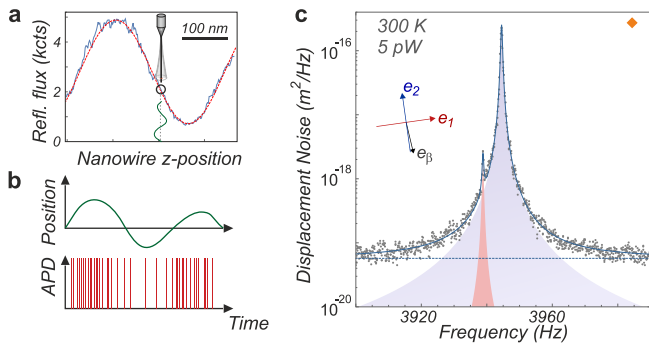 a
Refl. flux (kcts)
4
2
0
100 nm
Nanowire z-position
b
Position
APD
Time
c
300 K
5 pW
Displacement Noise (m²/Hz)
10⁻¹⁶
10⁻¹⁸
10⁻²⁰
e₂
e₁
eᵦ
3920
3960
Frequency (Hz)